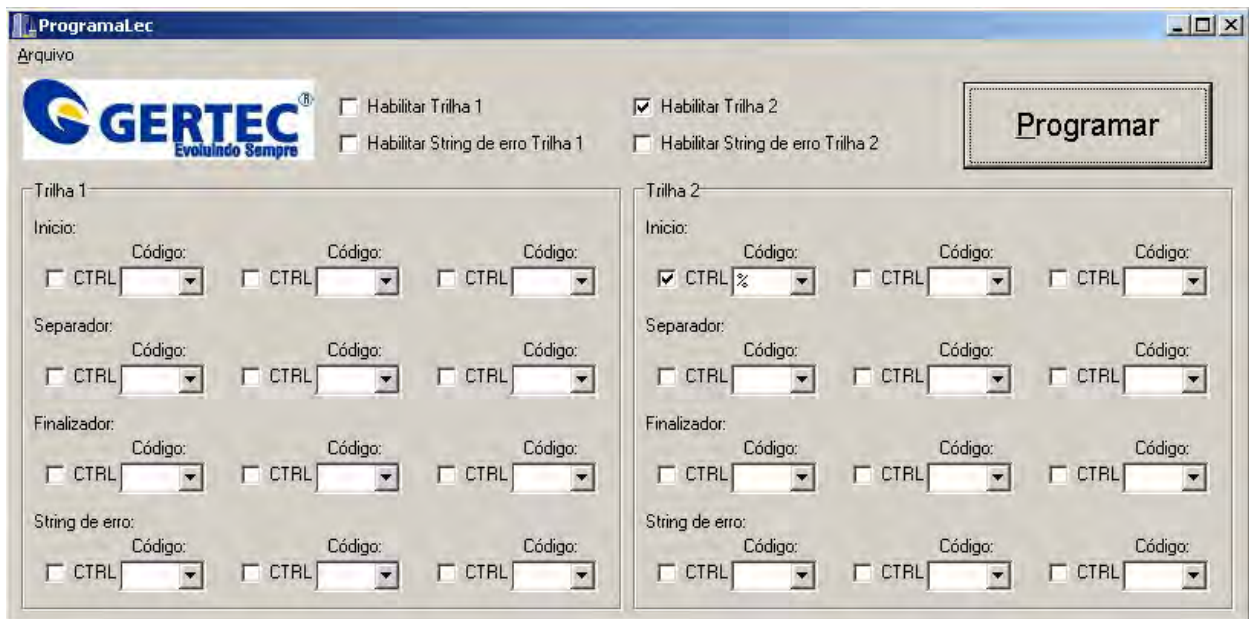 ProgramaLec
Arquivo
GERTEC®
Evoluindo Sempre
Habilitar Trilha 1
Habilitar String de erro Trilha 1
Habilitar Trilha 2
Habilitar String de erro Trilha 2
Programar
Trilha 1
Inicio:
Código: Código: Código:
CTRL CTRL CTRL
Separador:
Código: Código: Código:
CTRL CTRL CTRL
Finalizador:
Código: Código: Código:
CTRL CTRL CTRL
String de erro:
Código: Código: Código:
CTRL CTRL CTRL
Trilha 2
Inicio:
Código: Código: Código:
CTRL % CTRL CTRL
Separador:
Código: Código: Código:
CTRL CTRL CTRL
Finalizador:
Código: Código: Código:
CTRL CTRL CTRL
String de erro:
Código: Código: Código:
CTRL CTRL CTRL